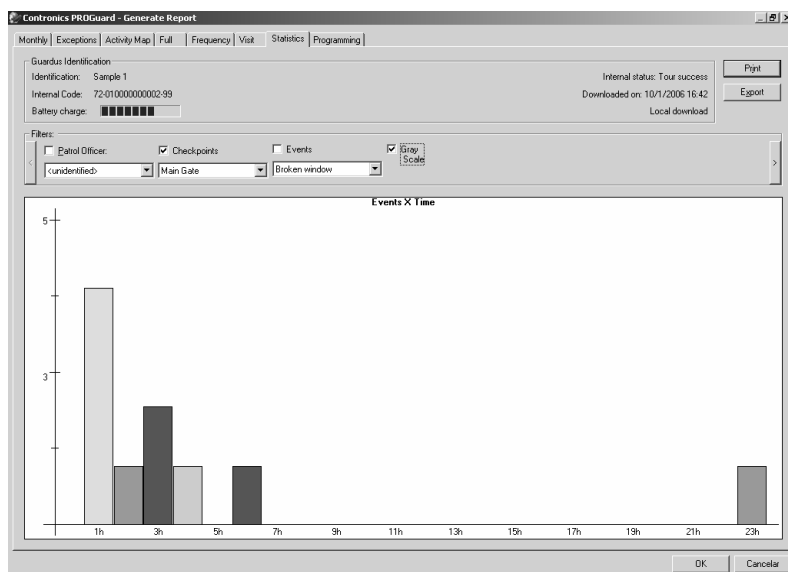 Contronics PROGuard - Generate Report
Monthly Exceptions Activity Map Full Frequency Visit Statistics Programming
Guardus Identification
Identification: Sample 1 Internal status: Tour success Print
Internal Code: 72-010000000002-99 Downloaded on: 10/1/2006 16:42 Export
Battery charge: Local download
Filters:
Patrol Officer: Checkpoints Events Gray Scale
<unidentified> Main Gate Broken window
< >
Events X Time
5
3
1h 3h 5h 7h 9h 11h 13h 15h 17h 19h 21h 23h
OK Cancelar